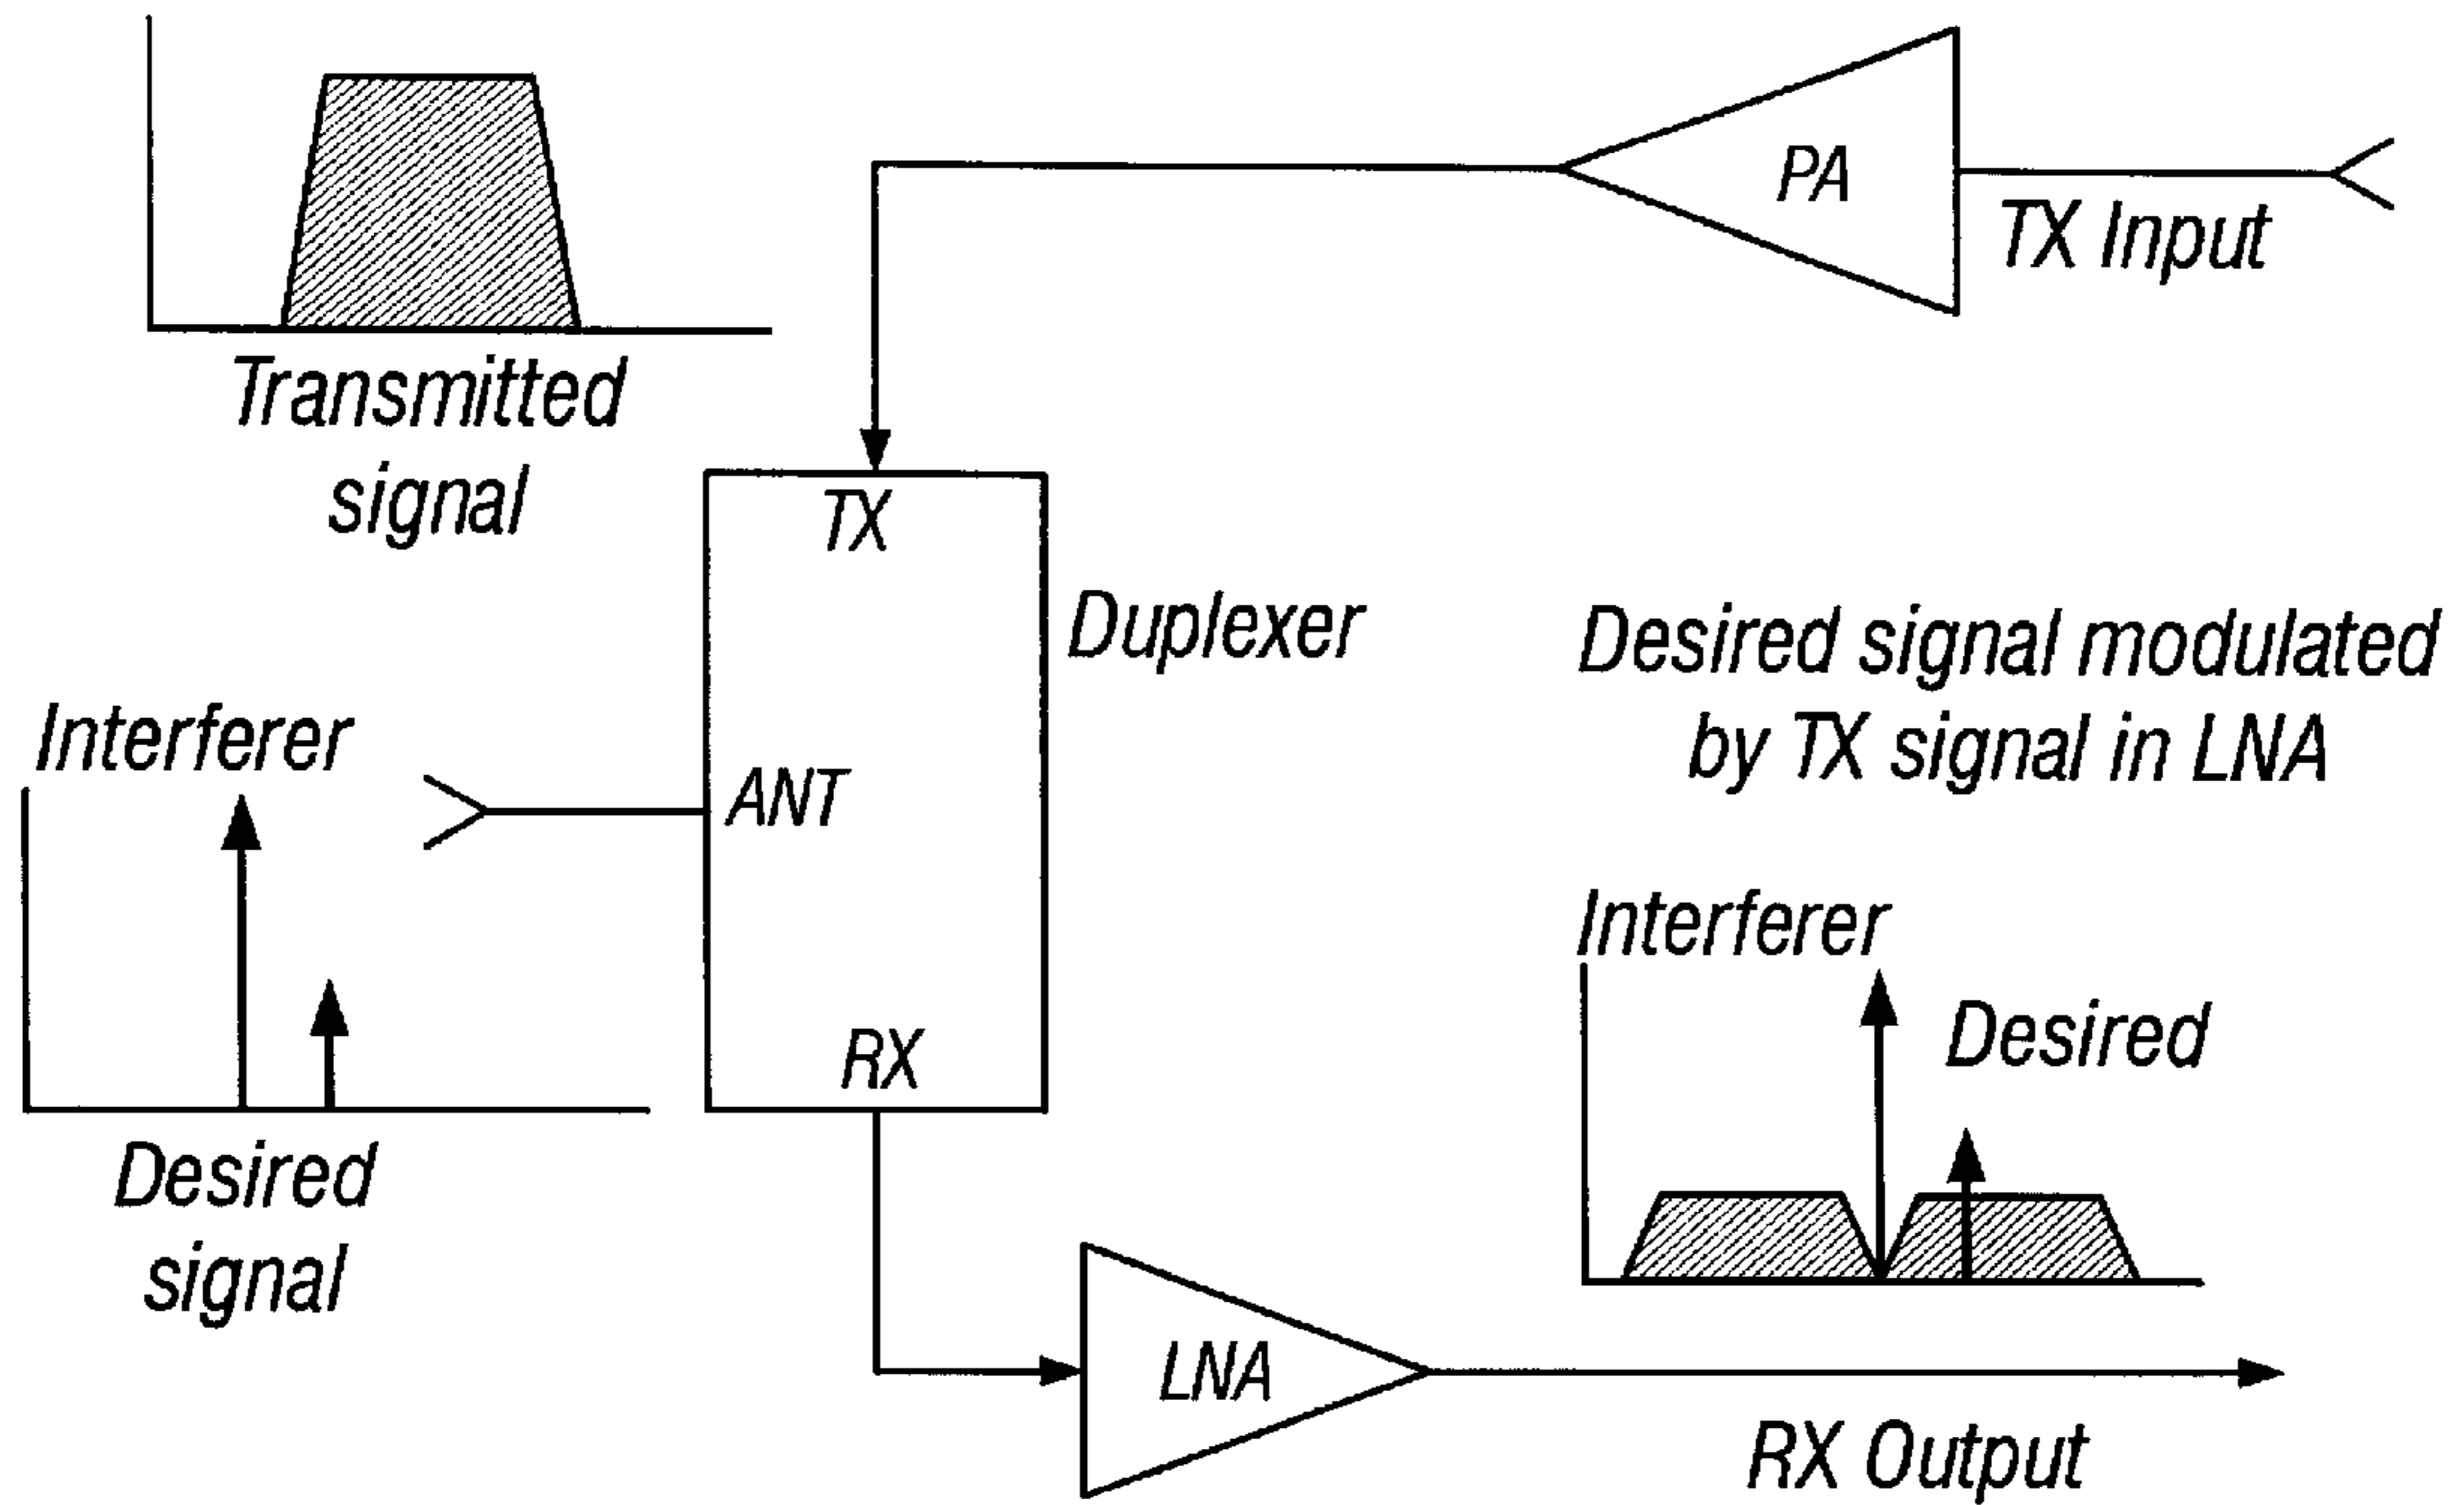 PA
TX Input
Transmitted
signal
TX
Duplexer
Desired signal modulated
by TX signal in LNA
Interferer
ANT
Interferer
Desired
RX
Desired
signal
LNA
RX Output